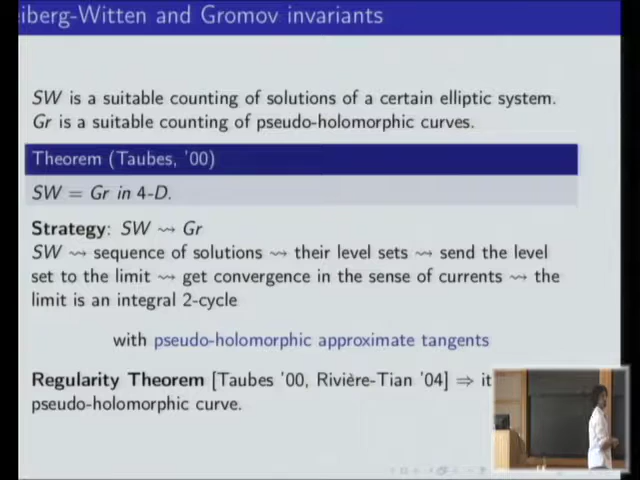 iberg-Witten and Gromov invariants
SW is a suitable counting of solutions of a certain elliptic system.
Gr is a suitable counting of pseudo-holomorphic curves.
Theorem (Taubes, '00)
SW = Gr in 4-D.
Strategy: SW ⇝ Gr
SW ⇝ sequence of solutions ⇝ their level sets ⇝ send the level
set to the limit ⇝ get convergence in the sense of currents ⇝ the
limit is an integral 2-cycle
with pseudo-holomorphic approximate tangents
Regularity Theorem [Taubes '00, Rivière-Tian '04] ⇒ it
pseudo-holomorphic curve.